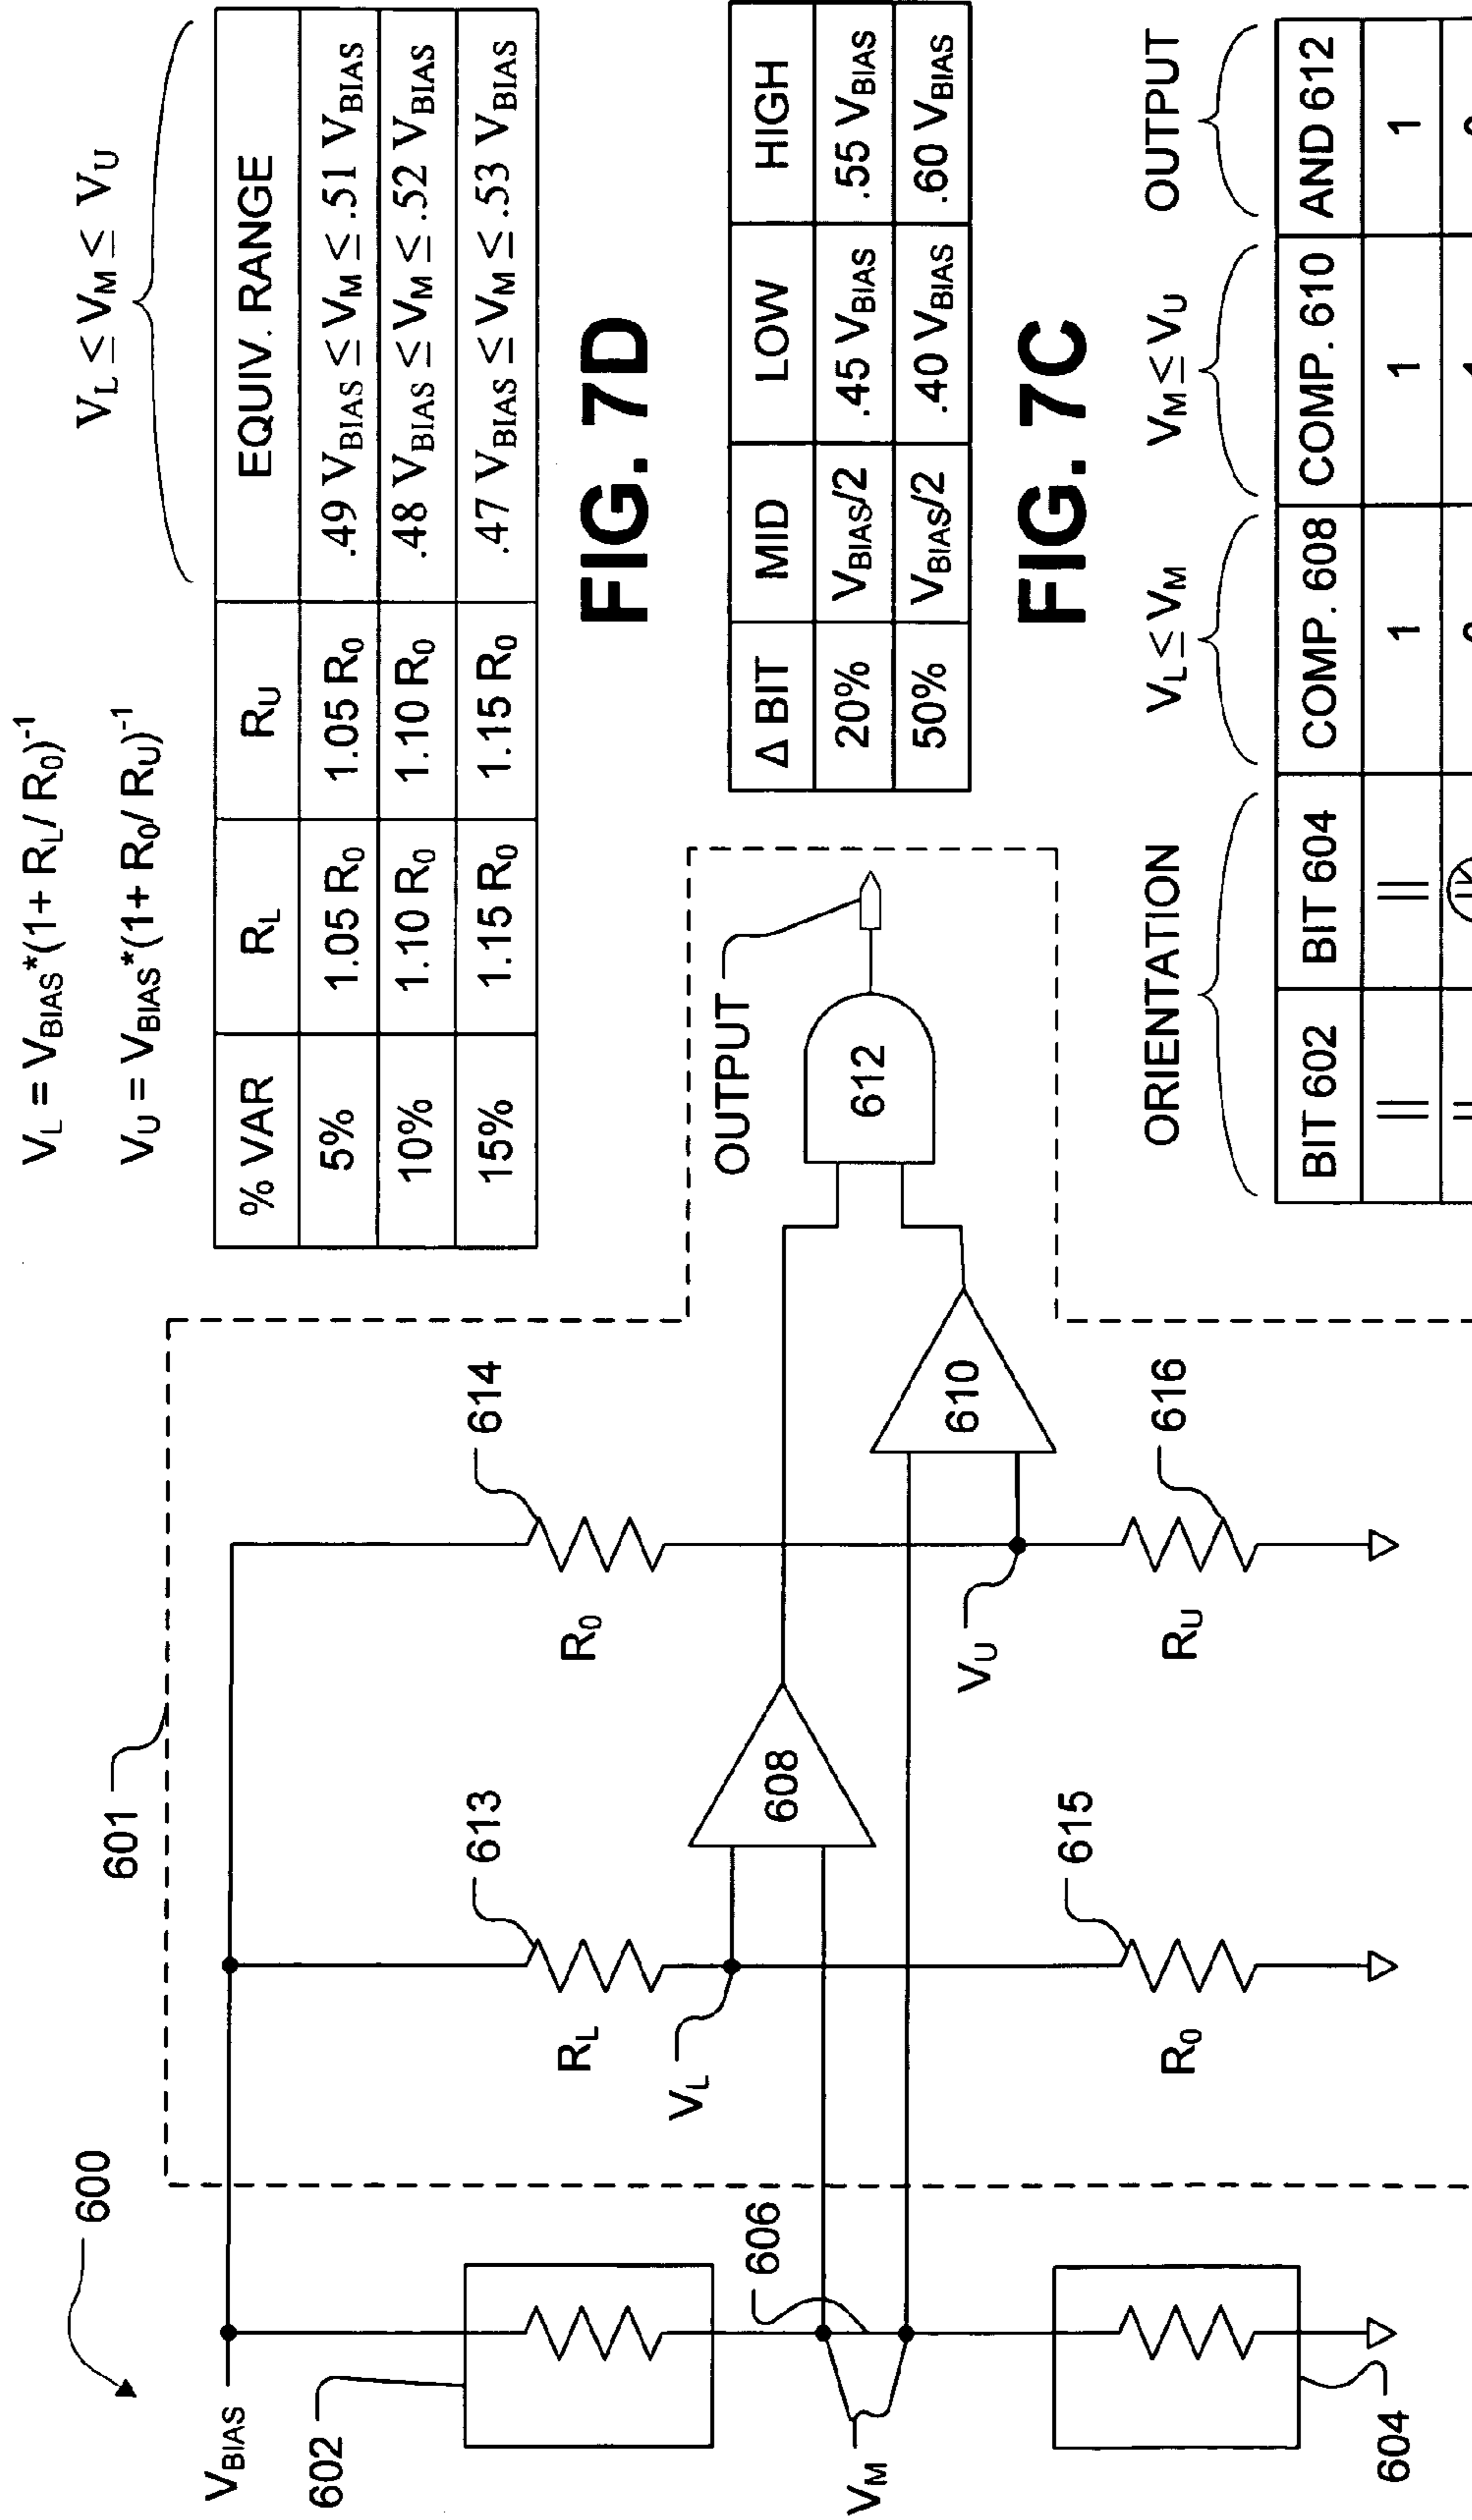 600
601
V_BIAS
602
606
V_M
604
R_L
613
V_L
608
615
R_0
R_0
614
V_U
610
616
R_U
OUTPUT
612
V_L = V_BIAS*(1+ R_L/ R_0)^-1
V_U = V_BIAS*(1+ R_0/ R_U)^-1
V_L ≤ V_M ≤ V_U
% VAR R_L R_U EQUIV. RANGE
5% 1.05 R_0 1.05 R_0 .49 V_BIAS ≤ V_M ≤ .51 V_BIAS
10% 1.10 R_0 1.10 R_0 .48 V_BIAS ≤ V_M ≤ .52 V_BIAS
15% 1.15 R_0 1.15 R_0 .47 V_BIAS ≤ V_M ≤ .53 V_BIAS
FIG. 7D
Δ BIT MID LOW HIGH
20% V_BIAS/2 .45 V_BIAS .55 V_BIAS
50% V_BIAS/2 .40 V_BIAS .60 V_BIAS
FIG. 7C
ORIENTATION V_L ≤ V_M V_M ≤ V_U OUTPUT
BIT 602 BIT 604 COMP. 608 COMP. 610 AND 612
|| || 1 1 1